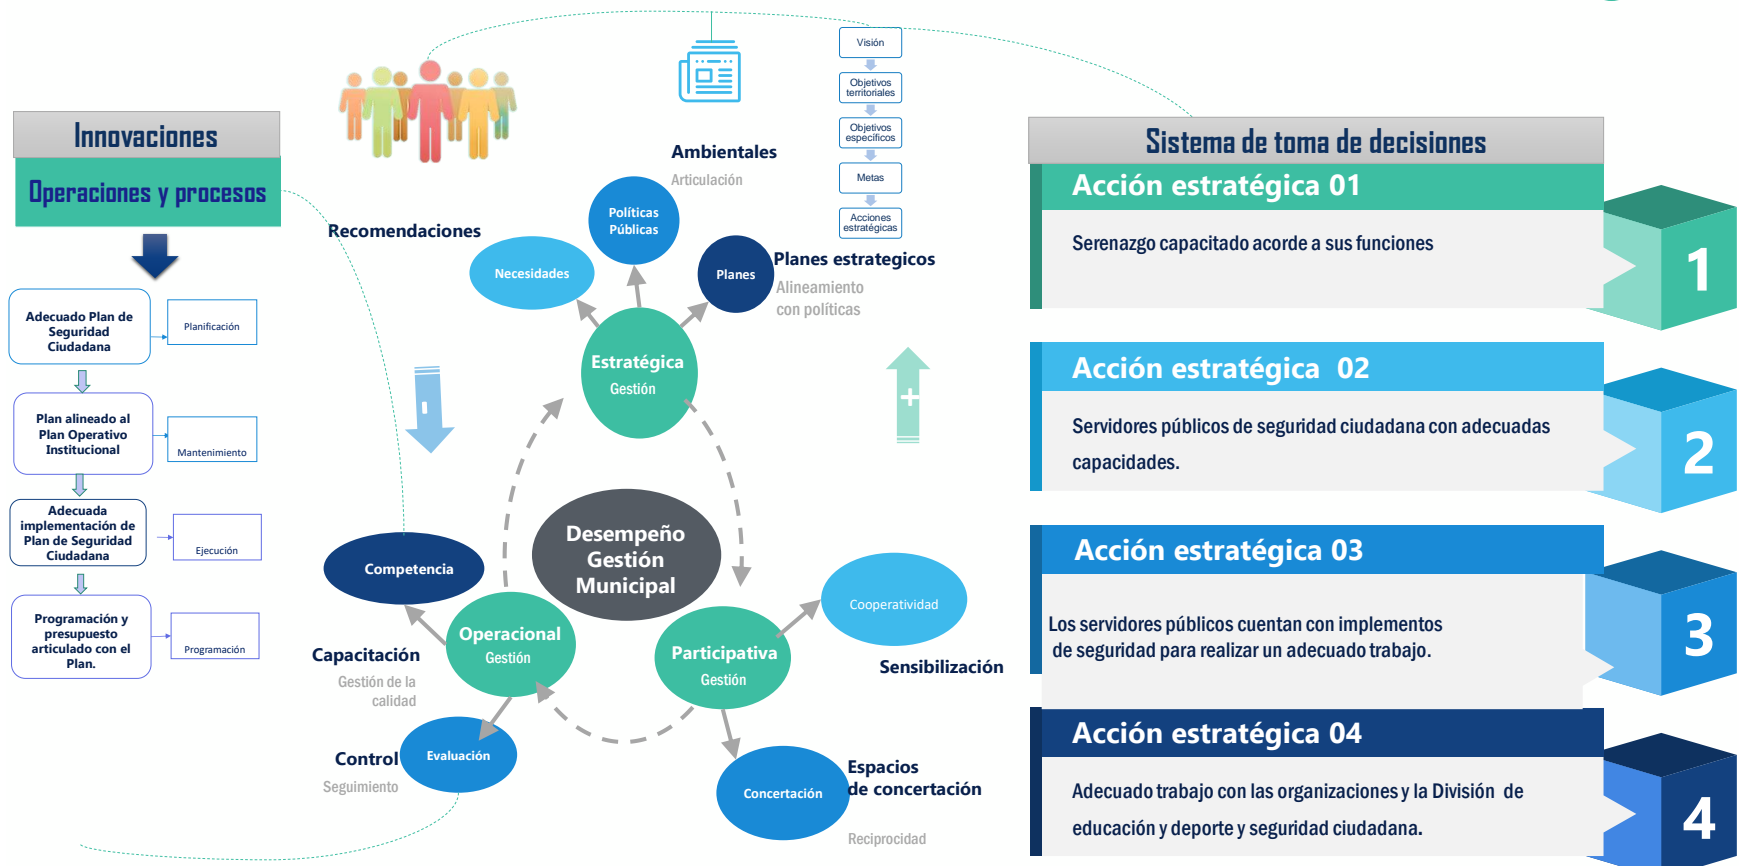 Innovaciones
Operaciones y procesos
Adecuado Plan de
Seguridad
Ciudadana
Planificación
Plan alineado al
Plan Operativo
Institucional
Mantenimiento
Adecuada
implementación de
Plan de Seguridad
Ciudadana
Ejecución
Programación y
presupuesto
articulado con el
Plan.
Programación
Visión
Objetivos
territoriales
Objetivos
específicos
Metas
Acciones
estratégicas
Ambientales
Articulación
Políticas
Públicas
Recomendaciones
Necesidades
Planes
Planes estrategicos
Alineamiento
con políticas
Estratégica
Gestión
-
+
Desempeño
Gestión
Municipal
Competencia
Operacional
Gestión
Capacitación
Gestión de la
calidad
Control
Seguimiento
Evaluación
Participativa
Gestión
Cooperatividad
Sensibilización
Concertación
Espacios
de concertación
Reciprocidad
Sistema de toma de decisiones
Acción estratégica 01
Serenazgo capacitado acorde a sus funciones
1
Acción estratégica 02
Servidores públicos de seguridad ciudadana con adecuadas
capacidades.
2
Acción estratégica 03
Los servidores públicos cuentan con implementos
de seguridad para realizar un adecuado trabajo.
3
Acción estratégica 04
Adecuado trabajo con las organizaciones y la División de
educación y deporte y seguridad ciudadana.
4